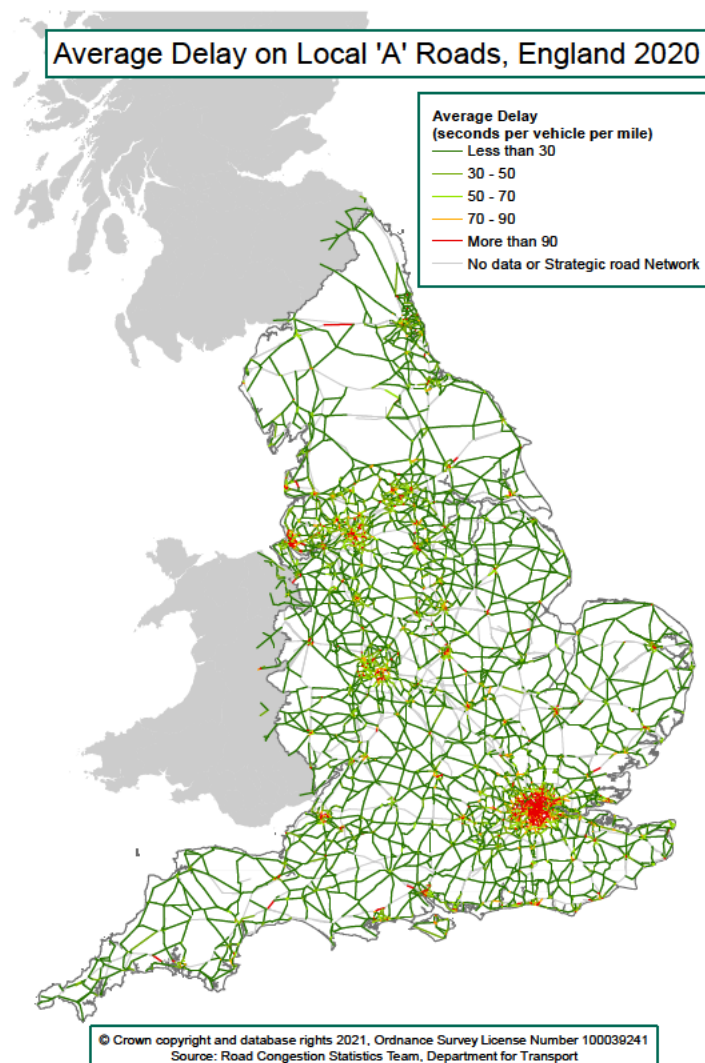 Average Delay on Local 'A' Roads, England 2020
Average Delay
(seconds per vehicle per mile)
Less than 30
30 - 50
50 - 70
70 - 90
More than 90
No data or Strategic road Network
© Crown copyright and database rights 2021, Ordnance Survey License Number 100039241
Source: Road Congestion Statistics Team, Department for Transport